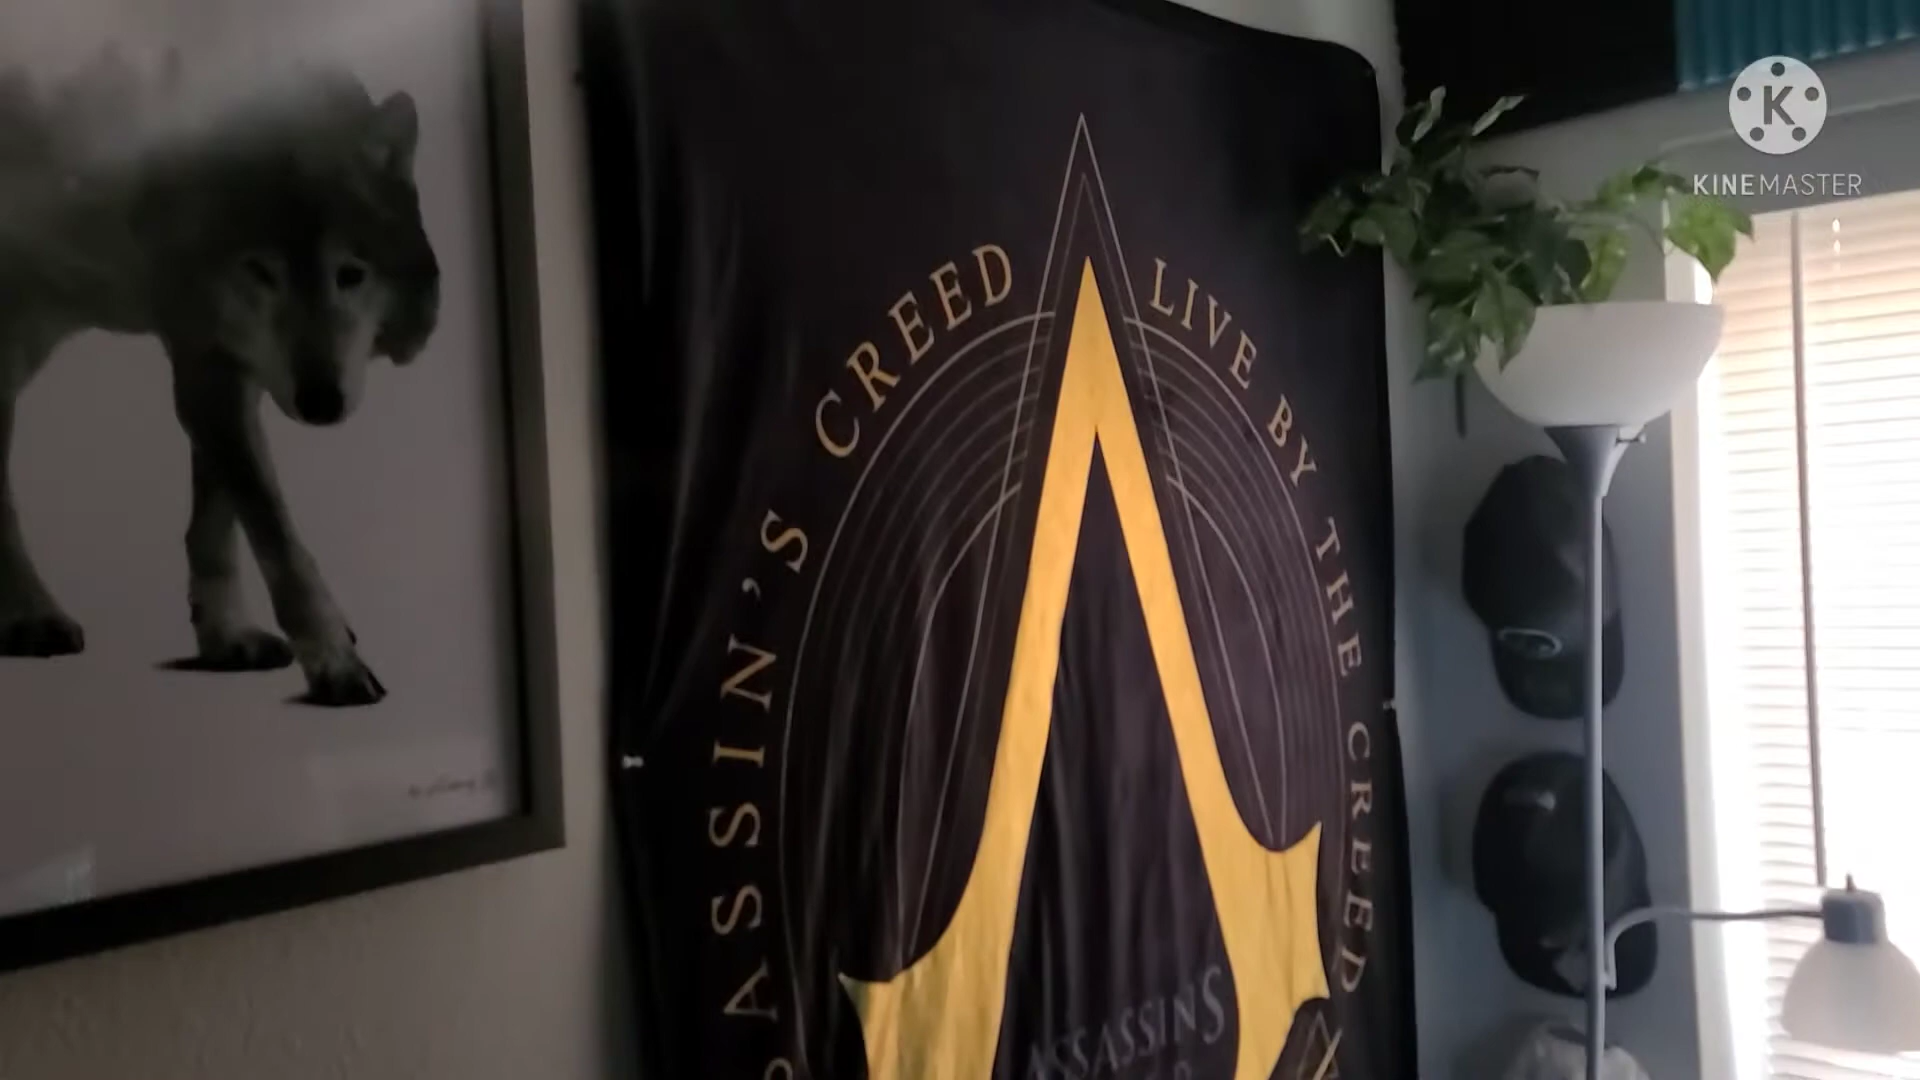 ASSASSIN'S CREED LIVE BY THE CREED
ASSASSIN'S
K
KINEMASTER